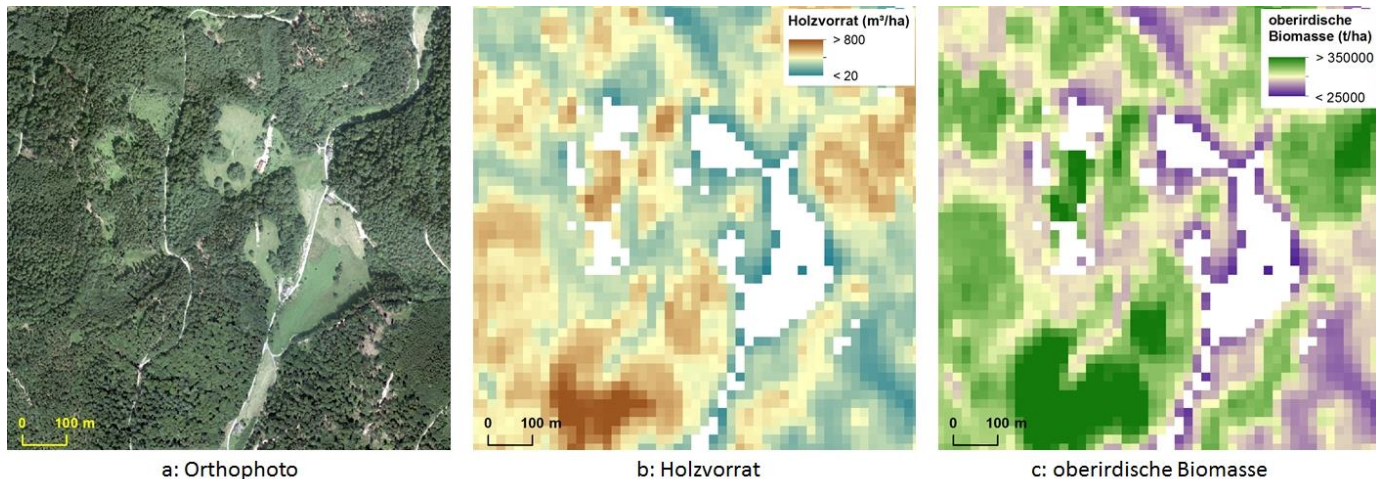 0 100 m
a: Orthophoto
Holzvorrat (m³/ha)
> 800
< 20
0 100 m
b: Holzvorrat
oberirdische
Biomasse (t/ha)
> 350000
< 25000
0 100 m
c: oberirdische Biomasse